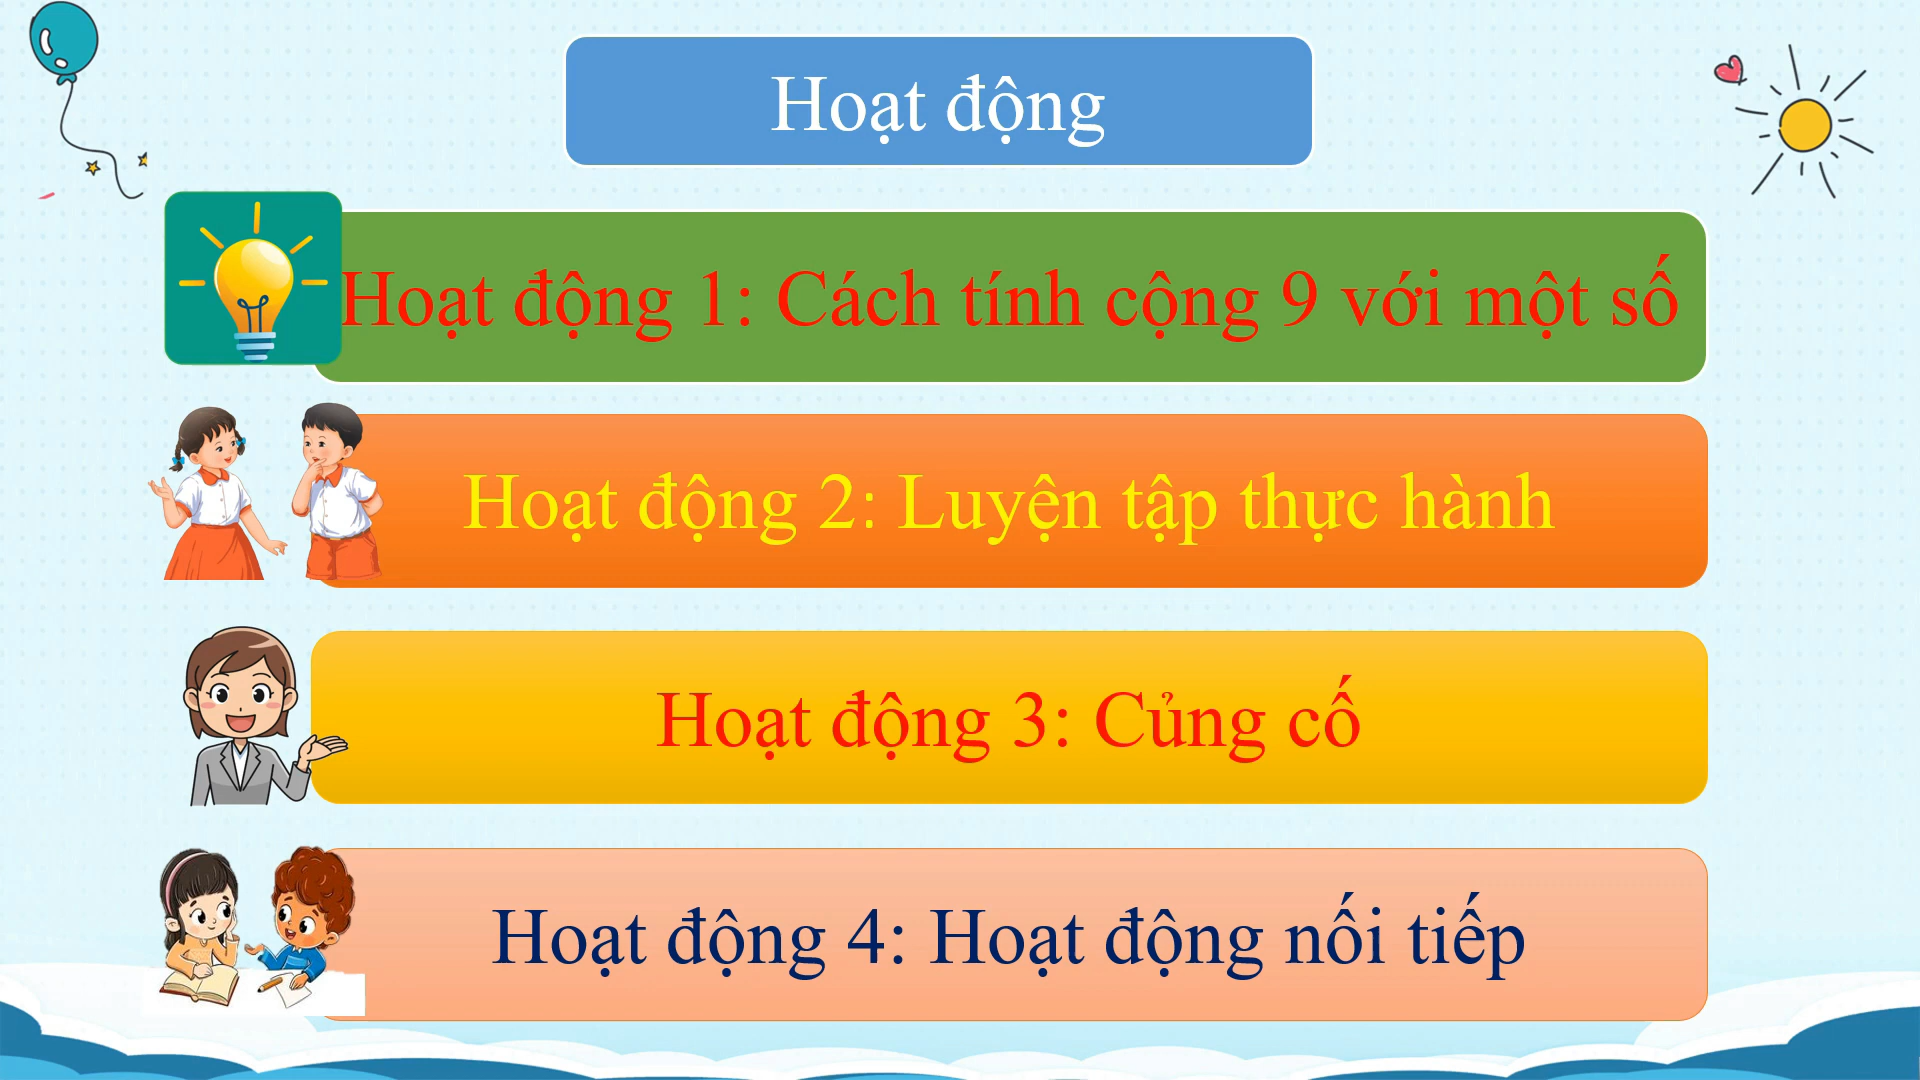 Hoạt động
Hoạt động 1: Cách tính cộng 9 với một số
Hoạt động 2: Luyện tập thực hành
Hoạt động 3: Củng cố
Hoạt động 4: Hoạt động nối tiếp